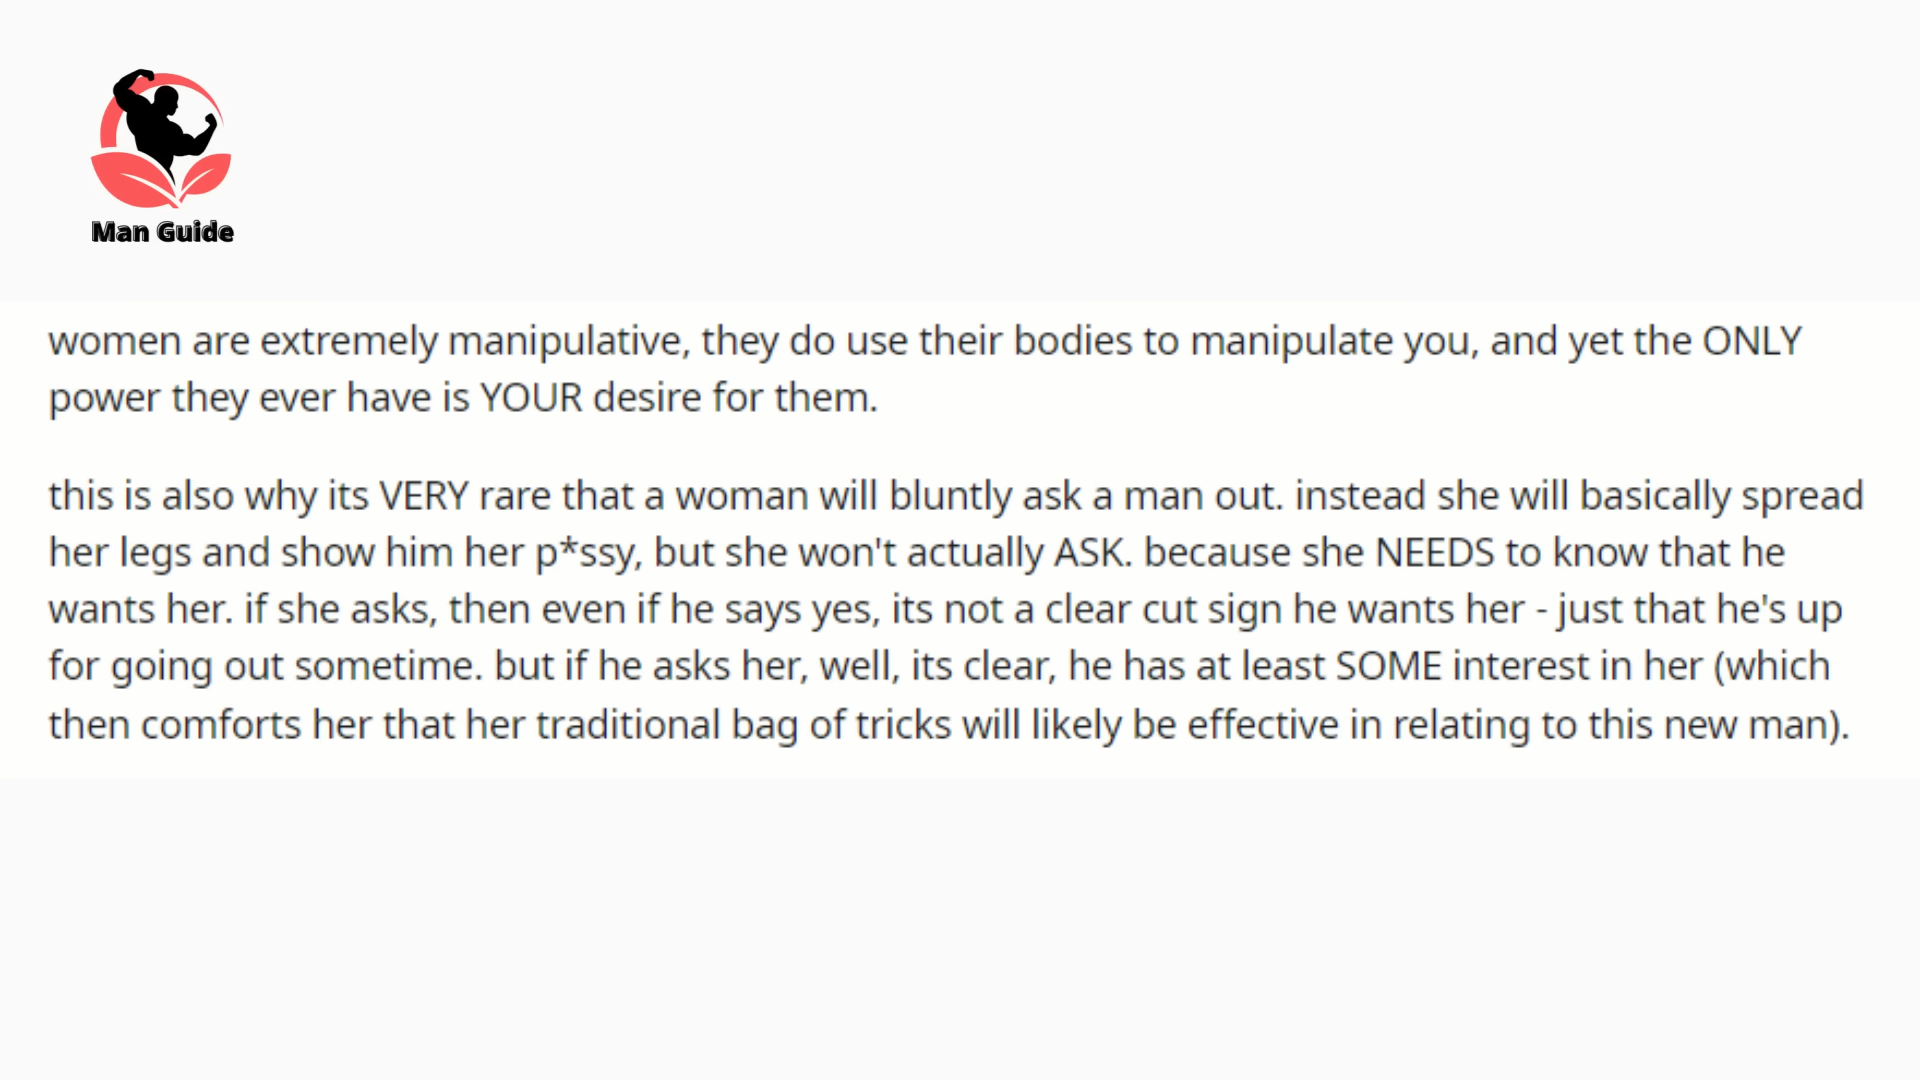 Man Guide
women are extremely manipulative, they do use their bodies to manipulate you, and yet the ONLY
power they ever have is YOUR desire for them.
this is also why its VERY rare that a woman will bluntly ask a man out. instead she will basically spread
her legs and show him her p*ssy, but she won't actually ASK. because she NEEDS to know that he
wants her. if she asks, then even if he says yes, its not a clear cut sign he wants her - just that he's up
for going out sometime. but if he asks her, well, its clear, he has at least SOME interest in her (which
then comforts her that her traditional bag of tricks will likely be effective in relating to this new man).